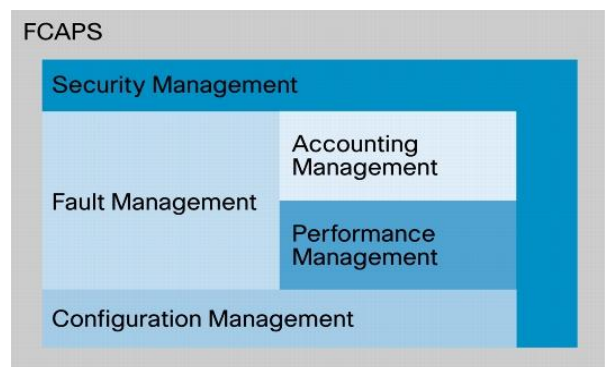 FCAPS
Security Management
Accounting
Management
Fault Management
Performance
Management
Configuration Management